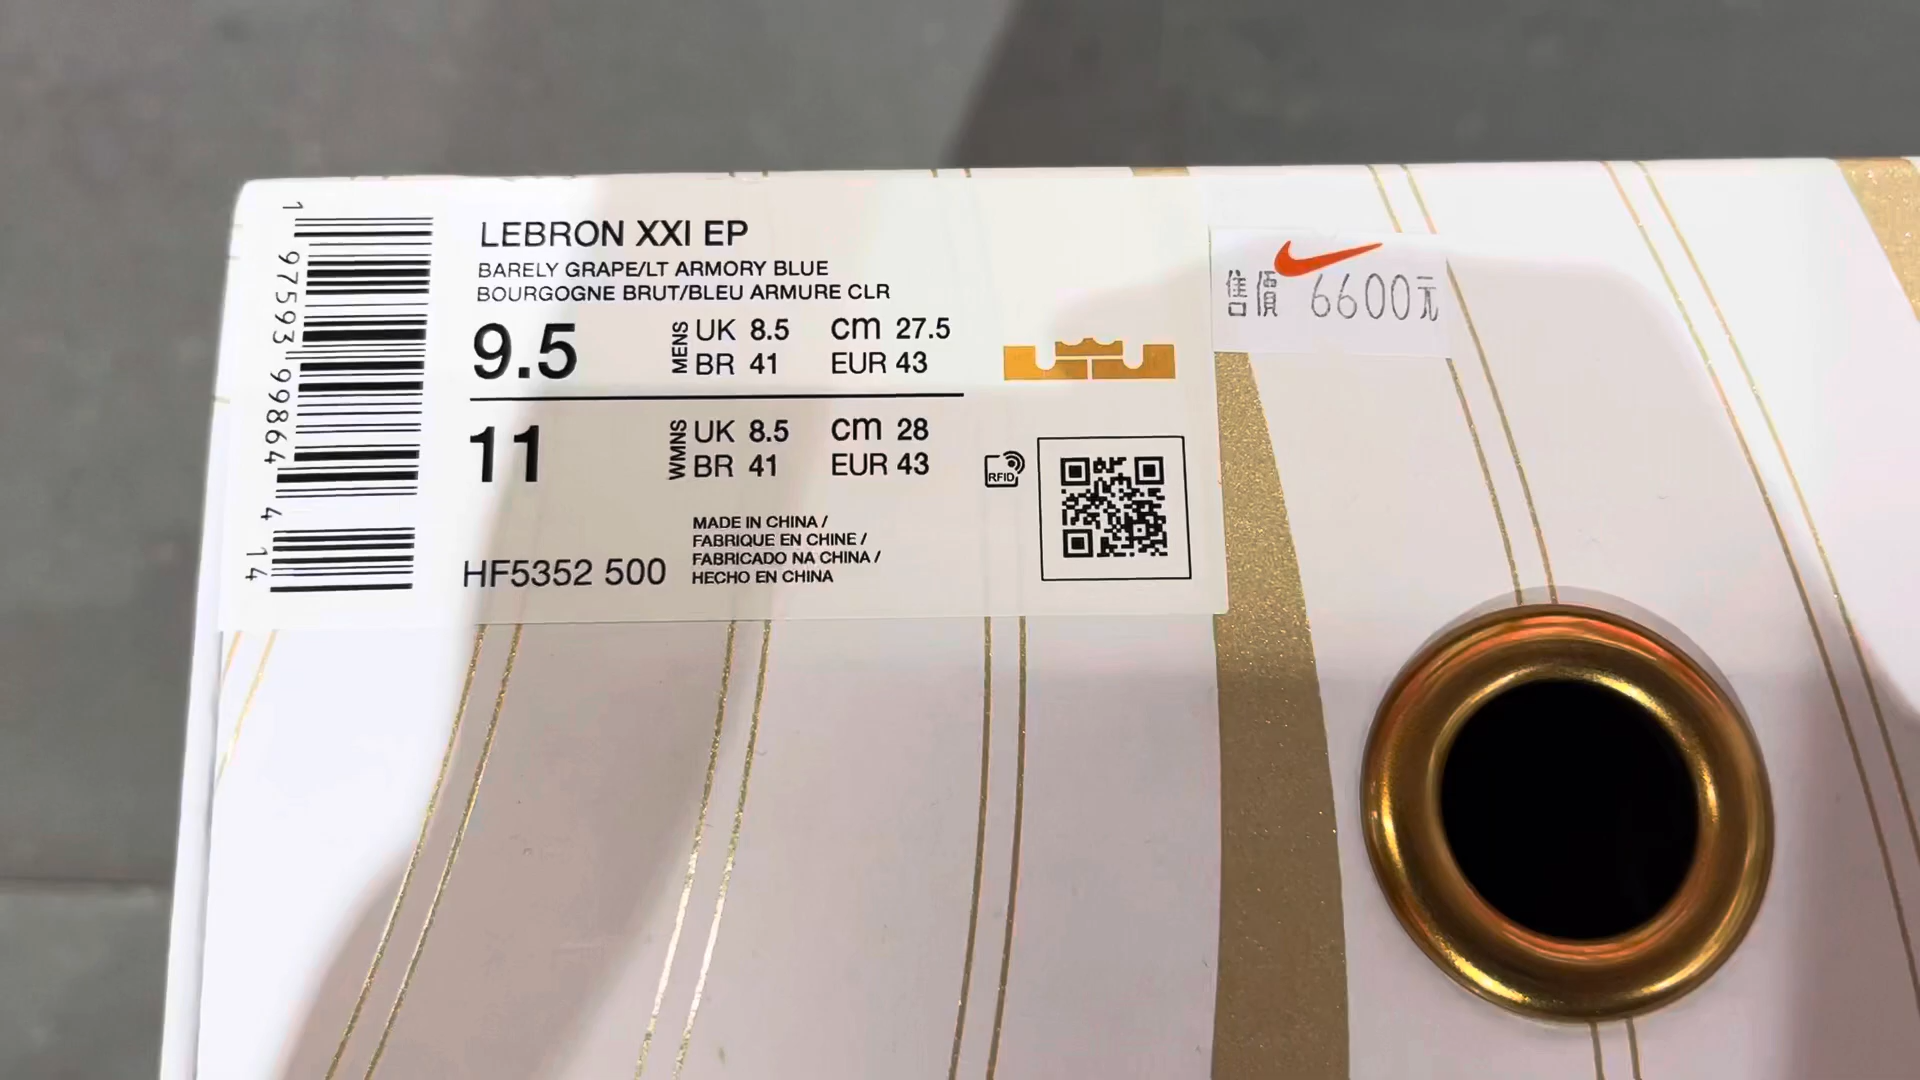 LEBRON XXI EP
BARELY GRAPE/LT ARMORY BLUE
BOURGOGNE BRUT/BLEU ARMURE CLR
9.5 MENS UK 8.5 CM 27.5
BR 41 EUR 43
11 WMNS UK 8.5 CM 28
BR 41 EUR 43
RFID
MADE IN CHINA /
FABRIQUE EN CHINE /
FABRICADO NA CHINA /
HECHO EN CHINA
HF5352 500
1 97593 99864 4 14
售價 6600元